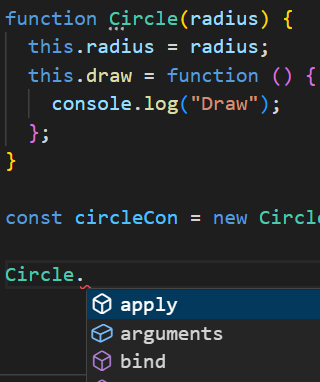 function Circle(radius) {
  this.radius = radius;
  this.draw = function () {
    console.log("Draw");
  };
}
const circleCon = new Circle
Circle.
apply
arguments
bind